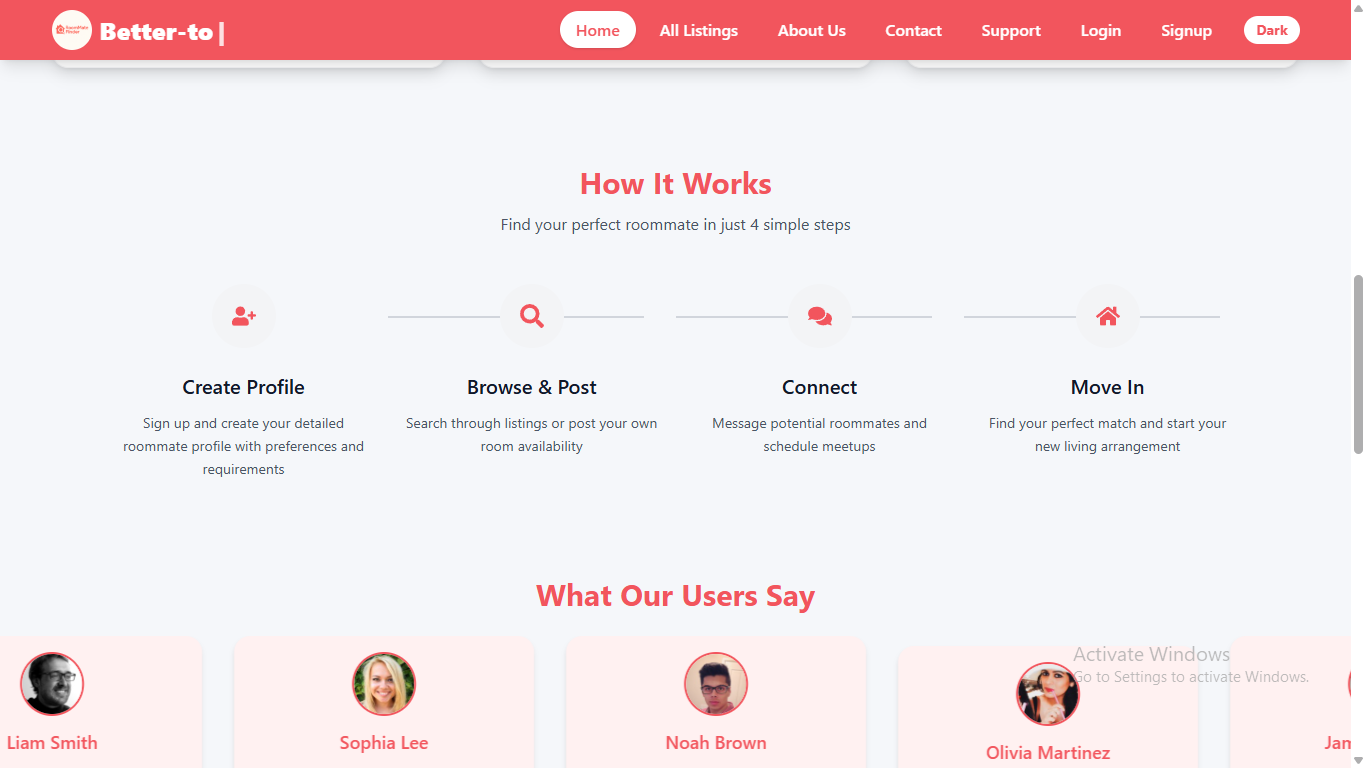 RoomMate
Finder
Better-to|
Home
All Listings
About Us
Contact
Support
Login
Signup
Dark
How It Works
Find your perfect roommate in just 4 simple steps
Create Profile
Sign up and create your detailed
roommate profile with preferences and
requirements
Browse & Post
Search through listings or post your own
room availability
Connect
Message potential roommates and
schedule meetups
Move In
Find your perfect match and start your
new living arrangement
What Our Users Say
Liam Smith
Sophia Lee
Noah Brown
Olivia Martinez
Jam
Activate Windows
Go to Settings to activate Windows.